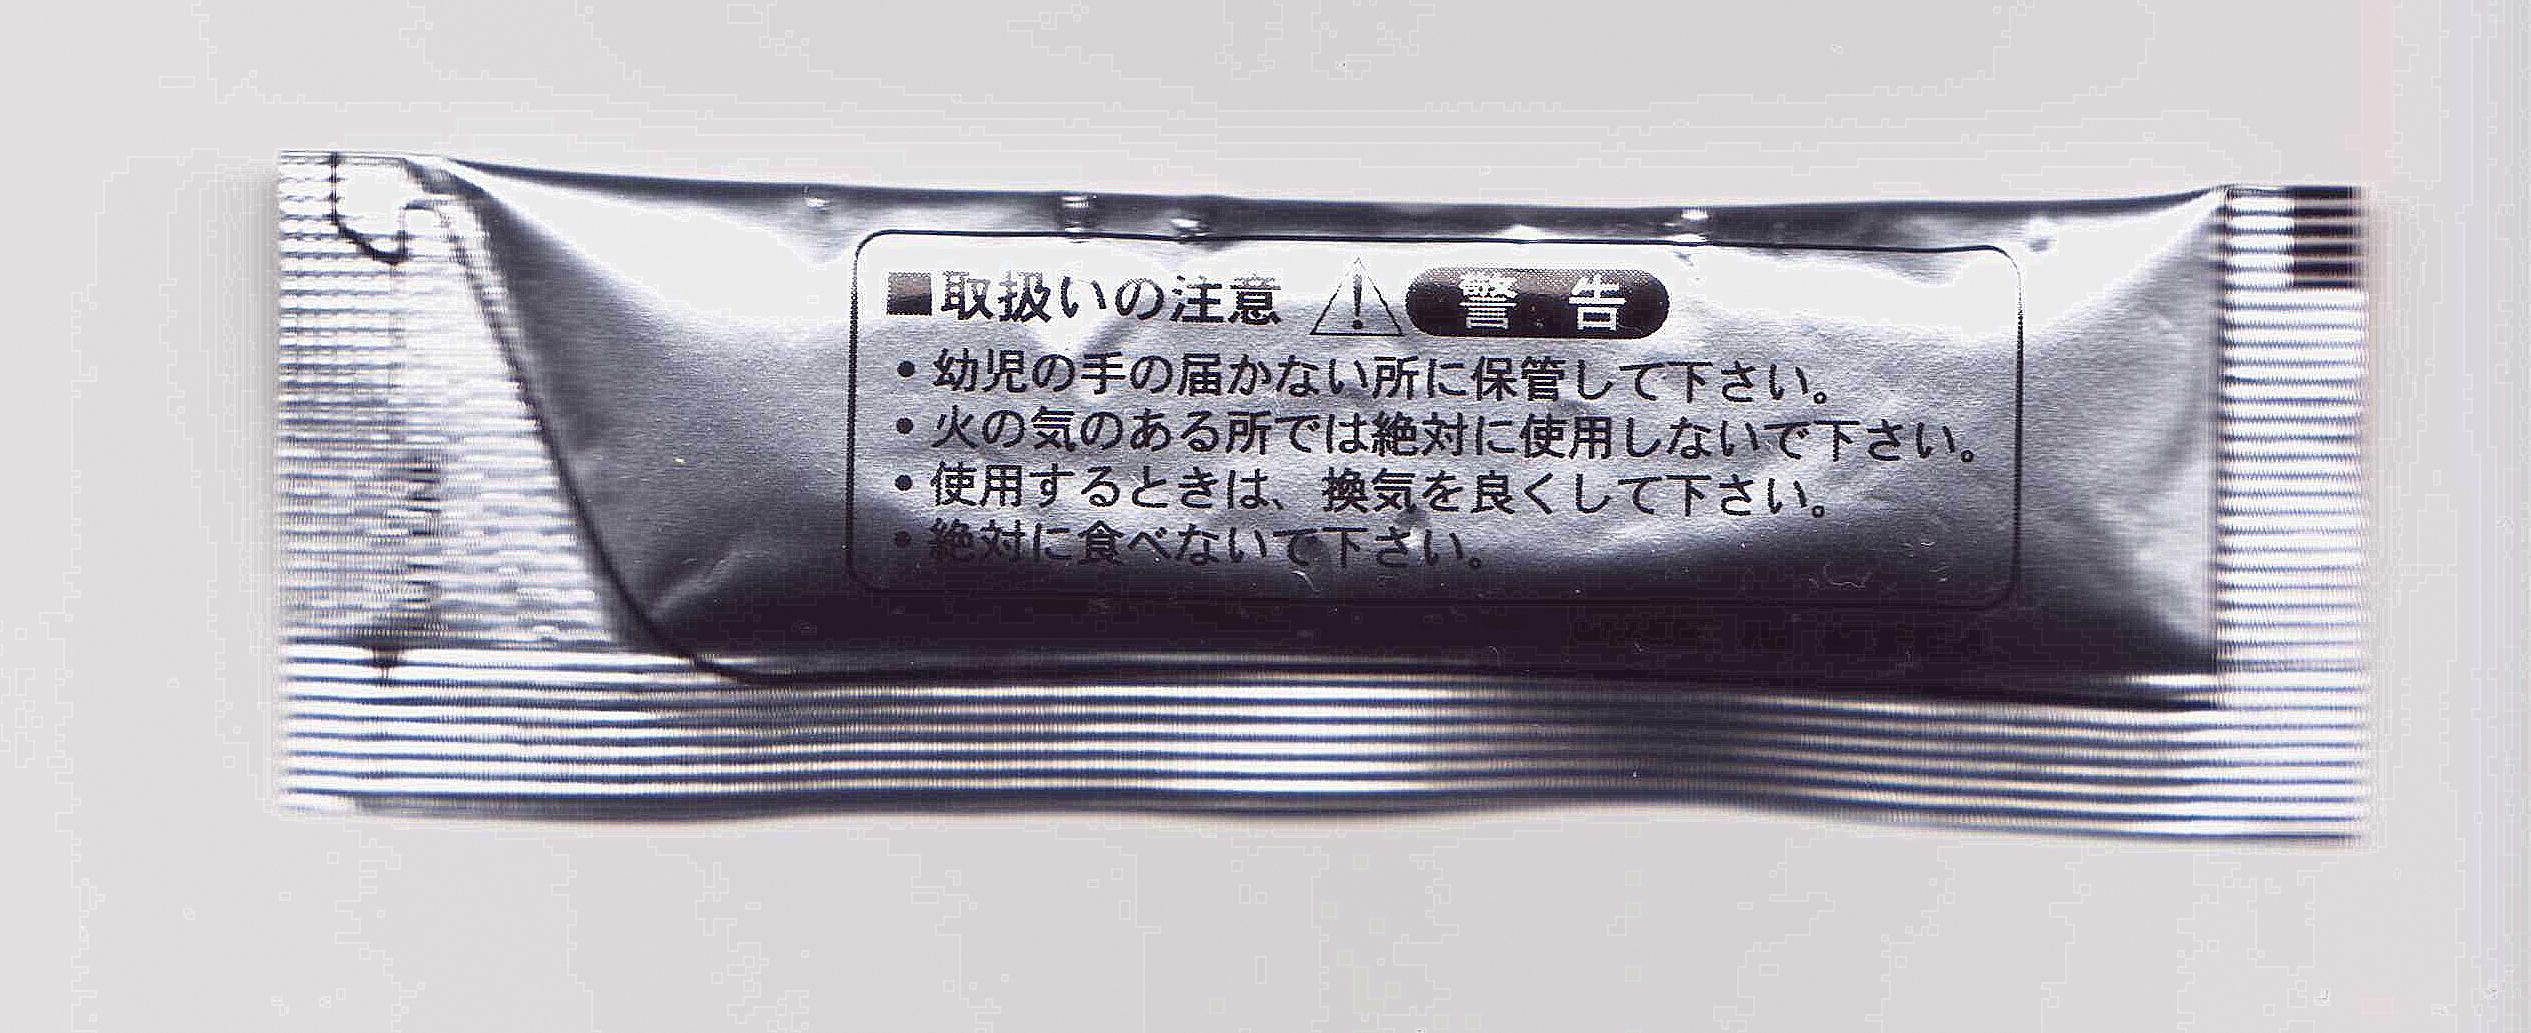 ■取扱いの注意 警告
・幼児の手の届かない所に保管して下さい。
・火の気のある所では絶対に使用しないで下さい。
・使用するときは、換気を良くして下さい。
・絶対に食べないで下さい。